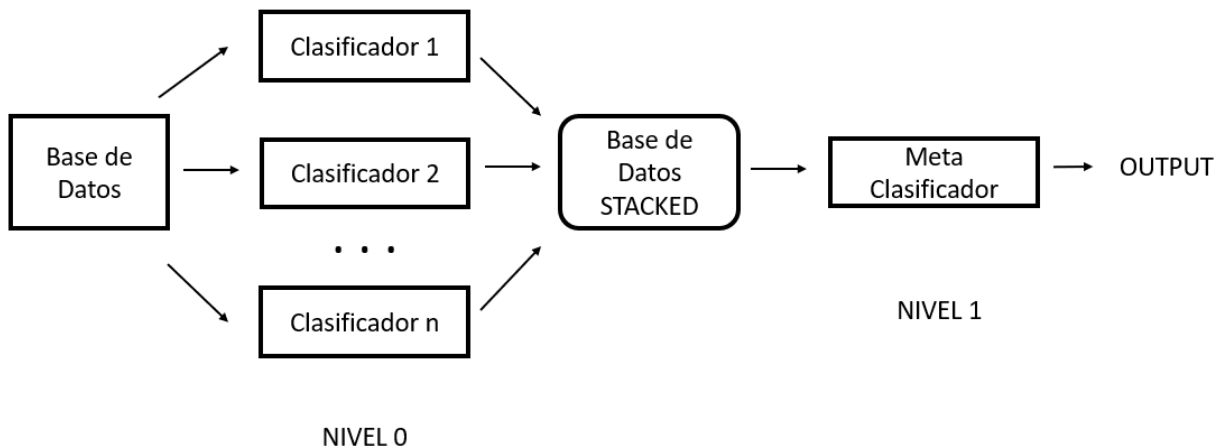 Base de
Datos
Clasificador 1
Clasificador 2
. . .
Clasificador n
NIVEL 0
Base de
Datos
STACKED
Meta
Clasificador
NIVEL 1
OUTPUT